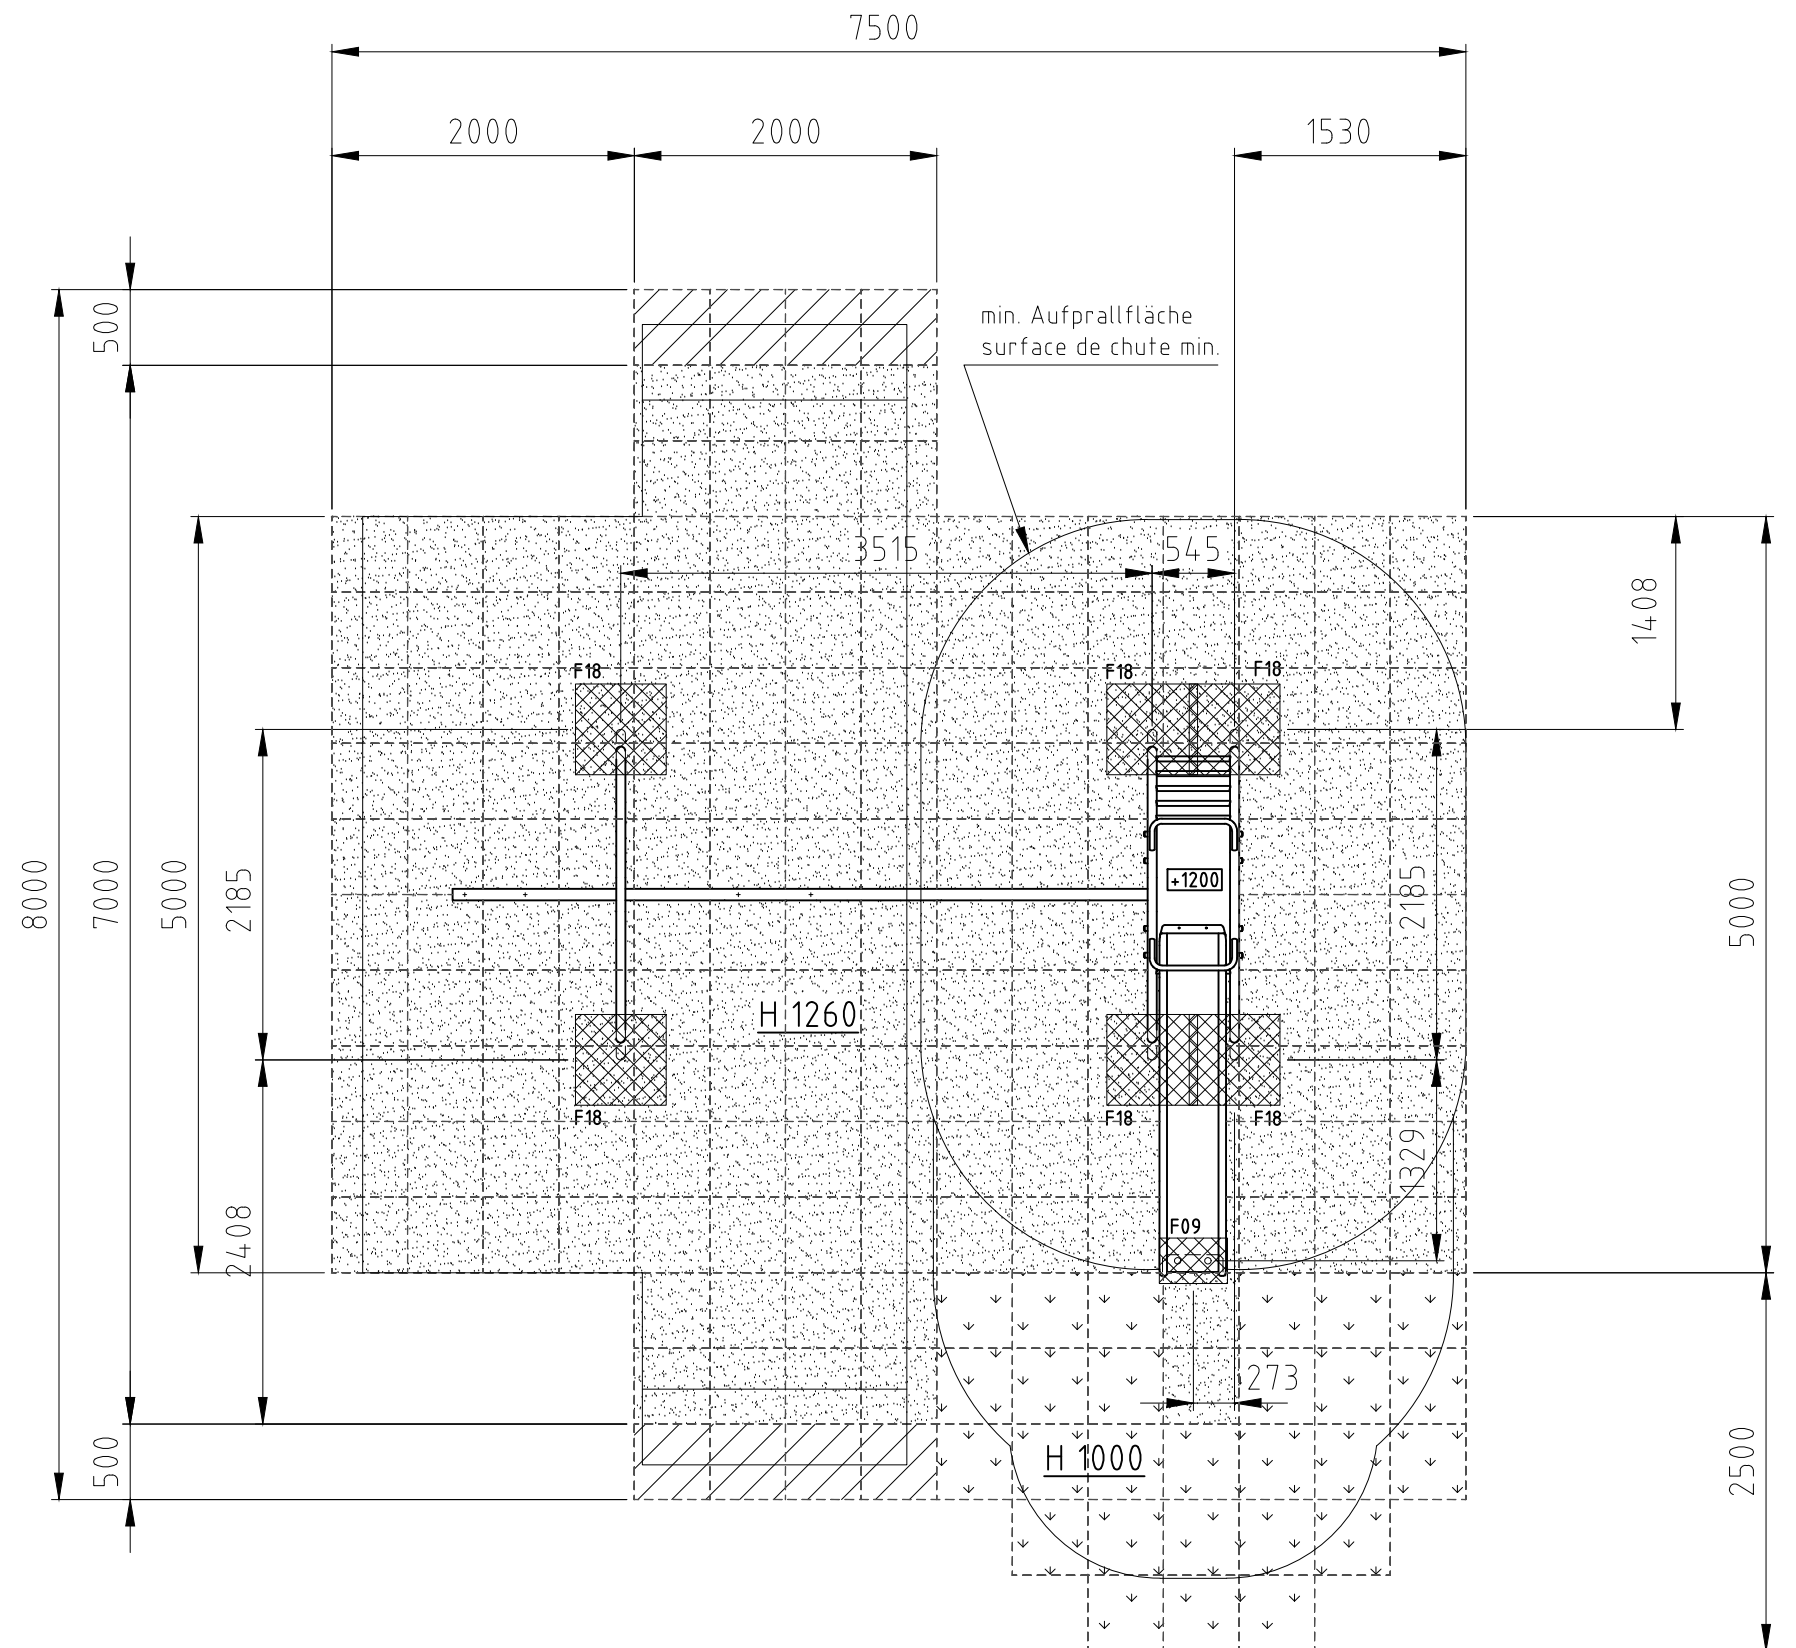 7500
2000
2000
1530
500
min. Aufprallfläche
surface de chute min.
3515
545
1408
F18
F18
F18
8000
7000
5000
2185
+1200
2185
5000
H 1260
F18
F18
F18
1329
2408
F09
273
500
H 1000
2500